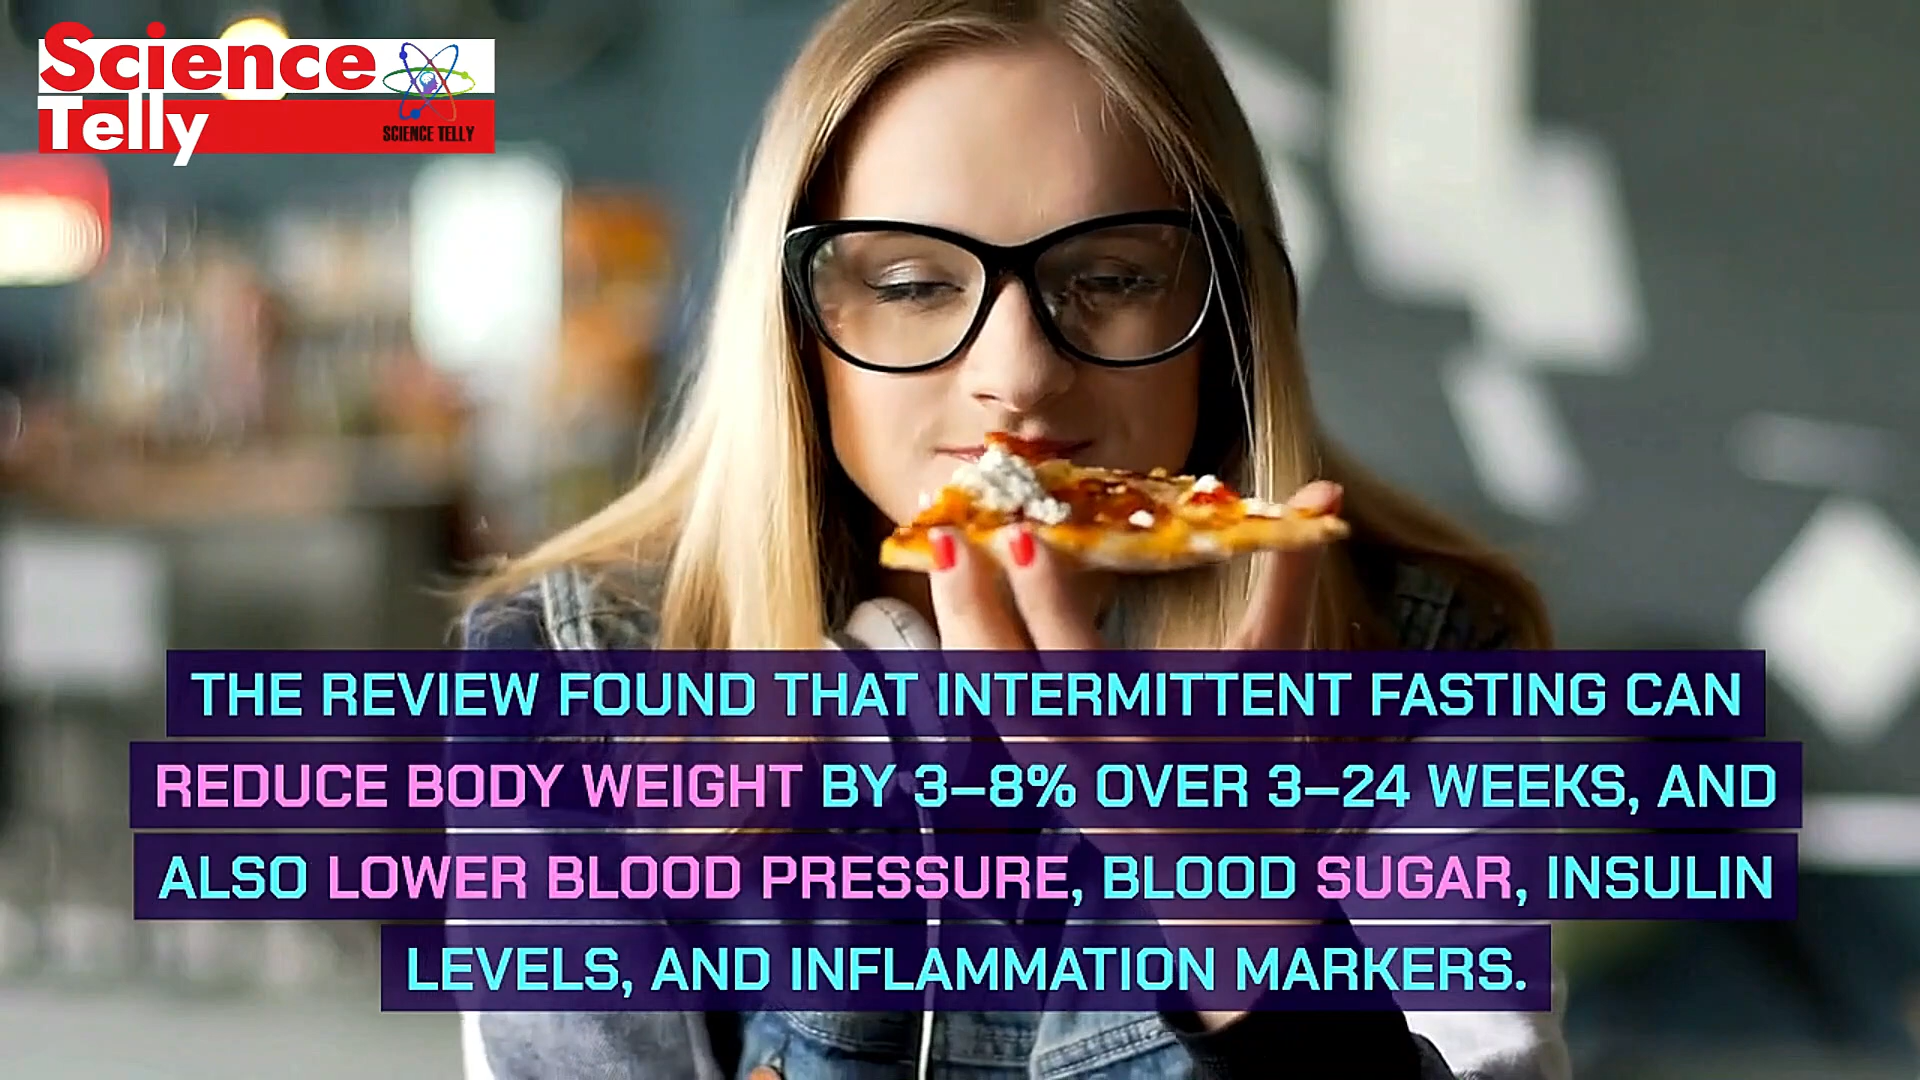 Science
Telly
SCIENCE TELLY
THE REVIEW FOUND THAT INTERMITTENT FASTING CAN
REDUCE BODY WEIGHT BY 3–8% OVER 3–24 WEEKS, AND
ALSO LOWER BLOOD PRESSURE, BLOOD SUGAR, INSULIN
LEVELS, AND INFLAMMATION MARKERS.